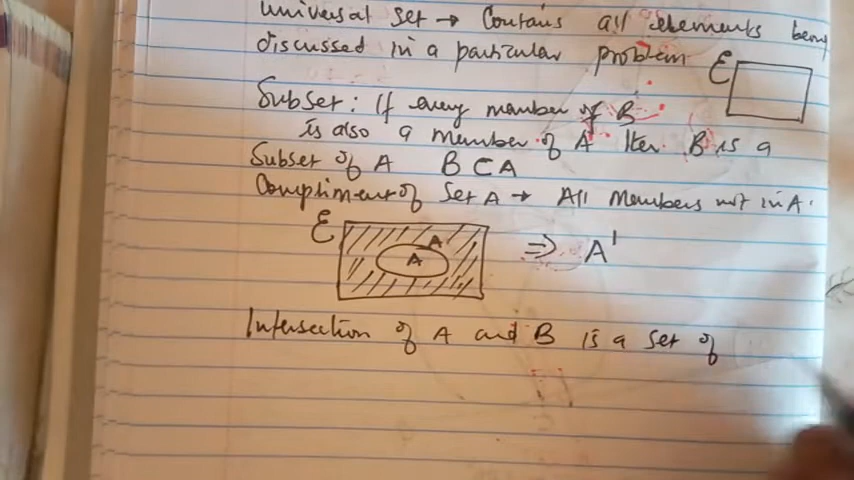 Universal Set → Contains all elements being
discussed in a particular problem ℰ
Subset: If every member of B
is also a member of A then B is a
Subset of A B ⊂ A
Compliment of Set A → All Members not in A.
ℰ A A ⇒ A'
Intersection of A and B is a set of